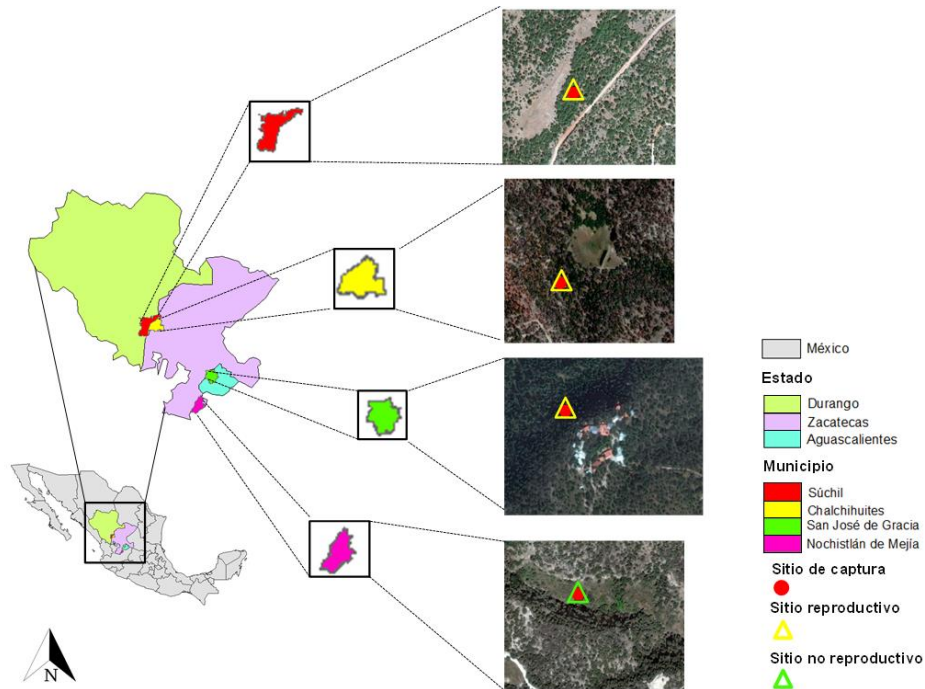 México
Estado
Durango
Zacatecas
Aguascalientes
Municipio
Súchil
Chalchihuites
San José de Gracia
Nochistlán de Mejía
Sitio de captura
Sitio reproductivo
Sitio no reproductivo
N